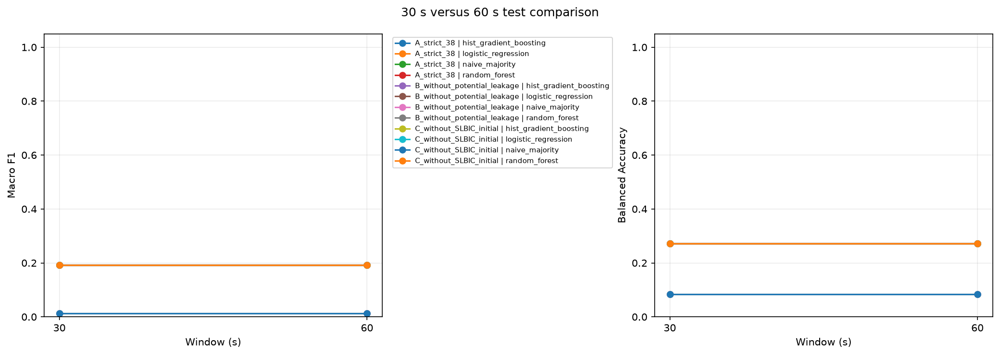 30 s versus 60 s test comparison
Macro F1
1.0
0.8
0.6
0.4
0.2
0.0
30
60
Window (s)
A_strict_38 | hist_gradient_boosting
A_strict_38 | logistic_regression
A_strict_38 | naive_majority
A_strict_38 | random_forest
B_without_potential_leakage | hist_gradient_boosting
B_without_potential_leakage | logistic_regression
B_without_potential_leakage | naive_majority
B_without_potential_leakage | random_forest
C_without_SLBIC_initial | hist_gradient_boosting
C_without_SLBIC_initial | logistic_regression
C_without_SLBIC_initial | naive_majority
C_without_SLBIC_initial | random_forest
Balanced Accuracy
1.0
0.8
0.6
0.4
0.2
0.0
30
60
Window (s)